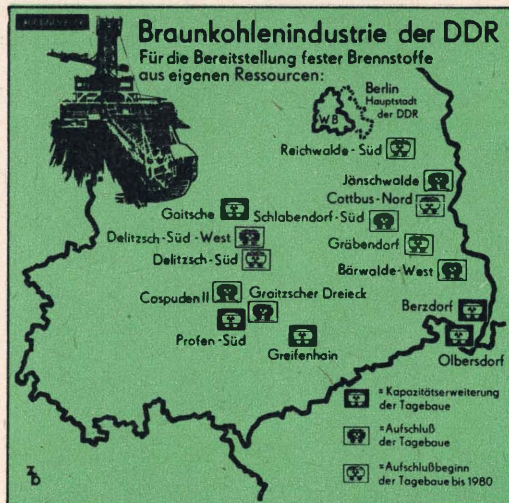 Braunkohlenindustrie der DDR
Für die Bereitstellung fester Brennstoffe
aus eigenen Ressourcen:
Berlin
Hauptstadt
der DDR
WB
Reichwalde-Süd
Jänschwalde
Cottbus-Nord
Goitsche
Schlabendorf-Süd
Delitzsch-Süd-West
Gräbendorf
Delitzsch-Süd
Bärwalde-West
Cospuden II
Groitzscher Dreieck
Berzdorf
Profen-Süd
Greifenhain
Olbersdorf
=Kapazitätserweiterung
der Tagebaue
=Aufschluß
der Tagebaue
=Aufschlußbeginn
der Tagebaue bis 1980